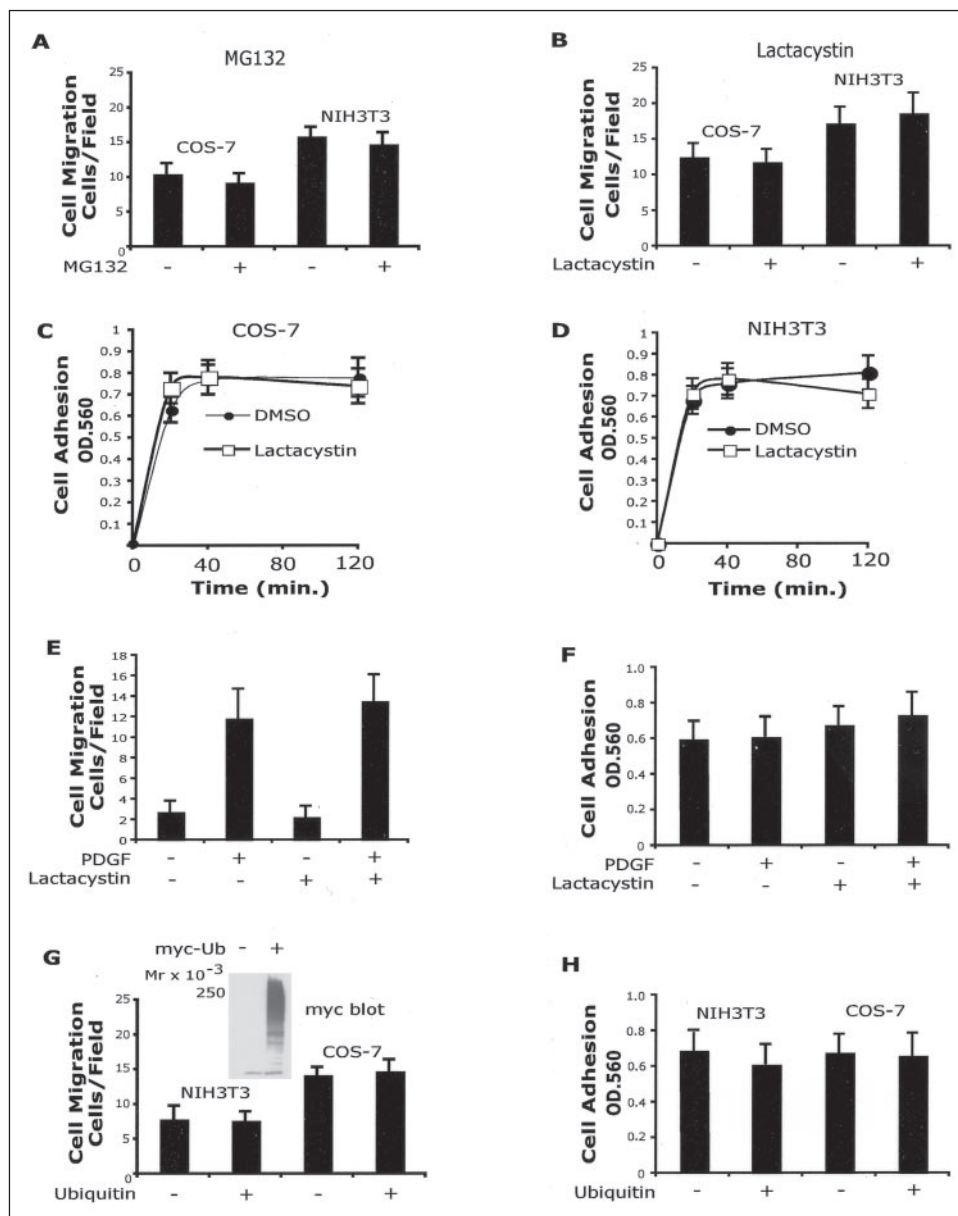 A
MG132
Cell Migration
Cells/Field
25
20
15
10
5
0
COS-7
NIH3T3
MG132 - + - +
B
Lactacystin
Cell Migration
Cells/Field
25
20
15
10
5
0
COS-7
NIH3T3
Lactacystin - + - +
C
COS-7
Cell Adhesion
OD.560
1
0.9
0.8
0.7
0.6
0.5
0.4
0.3
0.2
0.1
DMSO
Lactacystin
0 40 80 120
Time (min.)
D
NIH3T3
Cell Adhesion
OD.560
1
0.9
0.8
0.7
0.6
0.5
0.4
0.3
0.2
0.1
DMSO
Lactacystin
0 40 80 120
Time (min.)
E
Cell Migration
Cells/Field
18
16
14
12
10
8
6
4
2
0
PDGF - + - +
Lactacystin - - + +
F
Cell Adhesion
OD.560
1.0
0.8
0.6
0.4
0.2
0
PDGF - + - +
Lactacystin - - + +
G
myc-Ub - +
Mr x 10-3
250
myc blot
Cell Migration
Cells/Field
25
20
15
10
5
0
NIH3T3
COS-7
Ubiquitin - + - +
H
Cell Adhesion
OD.560
1.0
0.8
0.6
0.4
0.2
0
NIH3T3
COS-7
Ubiquitin - + - +